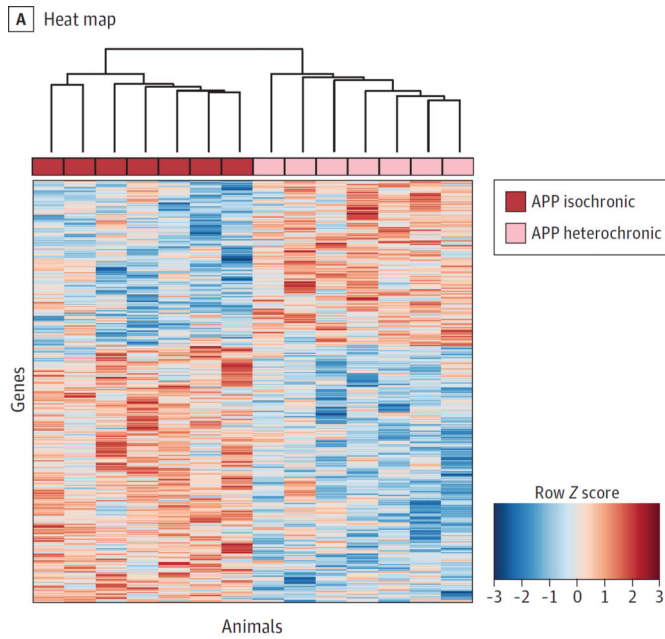 A Heat map
APP isochronic
APP heterochronic
Genes
Row Z score
-3 -2 -1 0 1 2 3
Animals